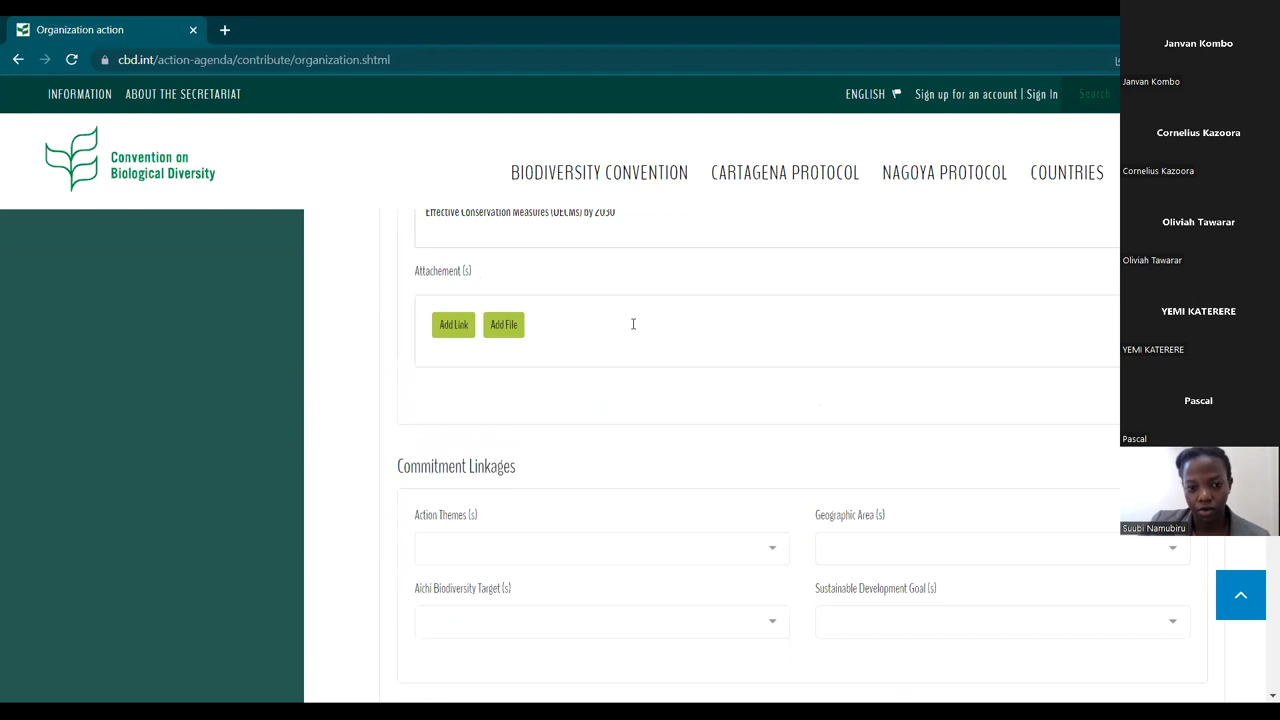 Organization action
cbd.int/action-agenda/contribute/organization.shtml
INFORMATION ABOUT THE SECRETARIAT
ENGLISH Sign up for an account | Sign In Search
Convention on
Biological Diversity
BIODIVERSITY CONVENTION CARTAGENA PROTOCOL NAGOYA PROTOCOL COUNTRIES
Effective Conservation Measures (OECMs) by 2030
Attachement (s)
Add Link Add File
Commitment Linkages
Action Themes (s) Geographic Area (s)
Aichi Biodiversity Target (s) Sustainable Development Goal (s)
Janvan Kombo
Janvan Kombo
Cornelius Kazoora
Cornelius Kazoora
Oliviah Tawarar
Oliviah Tawarar
YEMI KATERERE
YEMI KATERERE
Pascal
Pascal
Suubi Namubiru